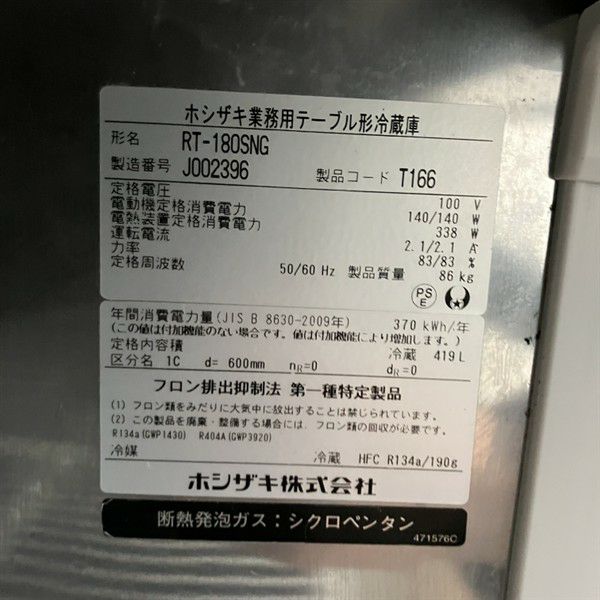 ホシザキ業務用テーブル形冷蔵庫
形名 RT-180SNG
製造番号 J002396 製品コード T166
定格電圧 100 V
電動機定格消費電力 140/140 W
電熱装置定格消費電力 338 W
運転電流 2.1/2.1 A
力率 83/83 %
定格周波数 50/60 Hz 製品質量 86 kg
PS
E
年間消費電力量(JIS B 8630-2009年) 370 kWh/年
(この値は付加機能のない場合です。値は付加機能により増加します。)
定格内容積 冷蔵 419L
区分名 1C d= 600mm nR=0 dR=0
フロン排出抑制法 第一種特定製品
(1) フロン類をみだりに大気中に放出することは禁じられています。
(2) この製品を廃棄・整備する場合には、フロン類の回収が必要です。
R134a(GWP1430) R404A(GWP3920)
冷媒 冷蔵 HFC R134a/190g
ホシザキ株式会社
断熱発泡ガス：シクロペンタン
471576C